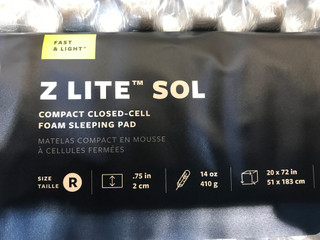 FAST
& LIGHT™
Z LITE™ SOL
COMPACT CLOSED-CELL
FOAM SLEEPING PAD
MATELAS COMPACT EN MOUSSE
À CELLULES FERMÉES
SIZE
TAILLE
R
.75 in
2 cm
14 oz
410 g
20 x 72 in
51 x 183 cm